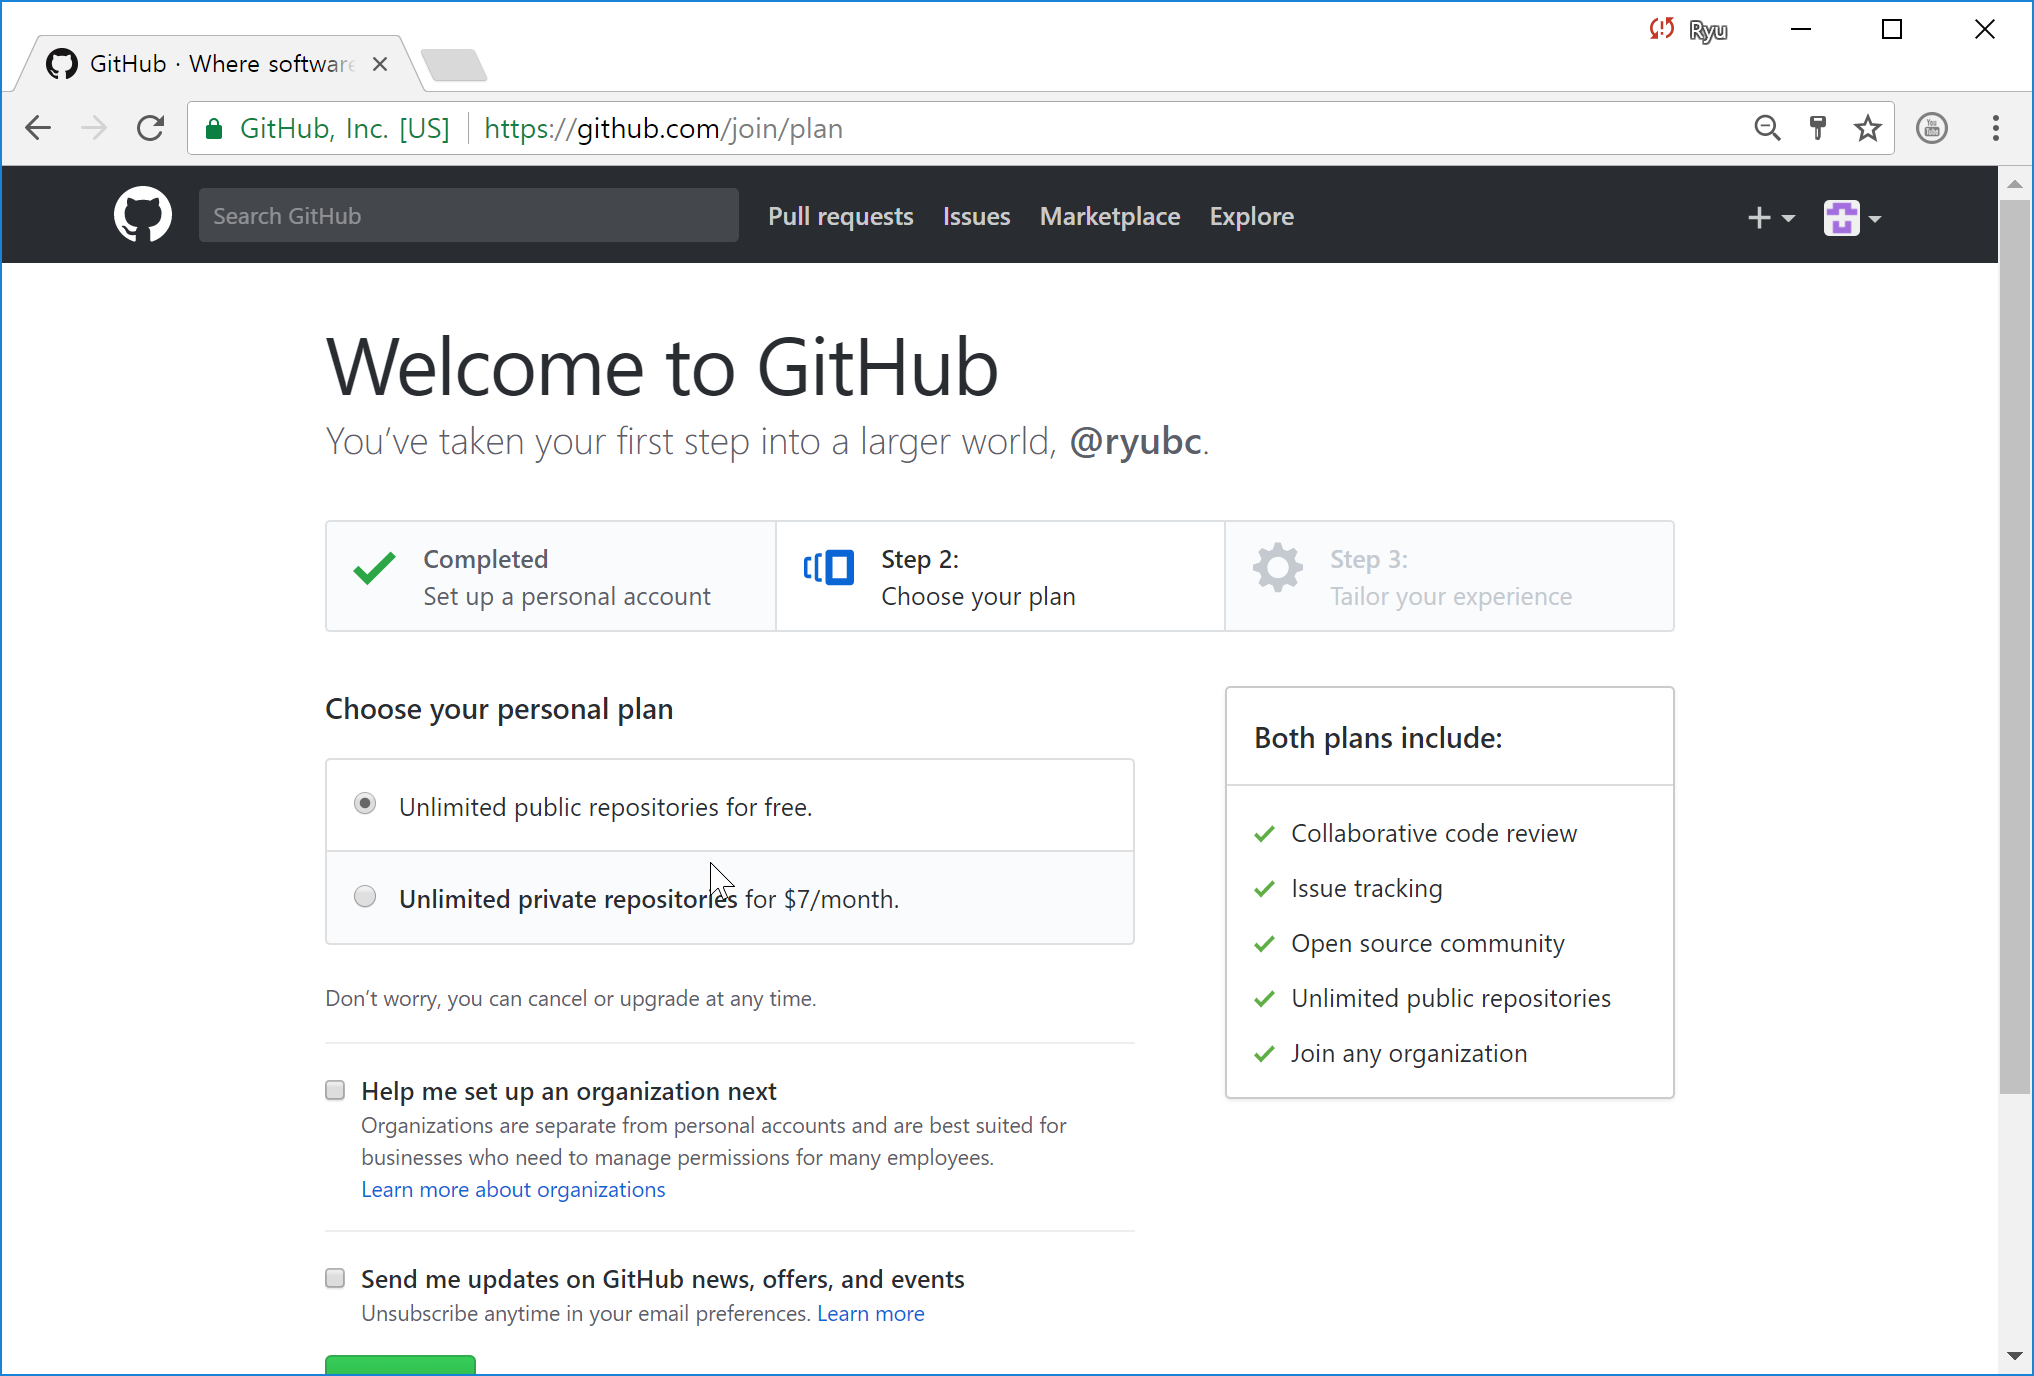 Ryu
GitHub · Where software
GitHub, Inc. [US] https://github.com/join/plan
Search GitHub
Pull requests Issues Marketplace Explore
Welcome to GitHub
You’ve taken your first step into a larger world, @ryubc.
Completed
Set up a personal account
Step 2:
Choose your plan
Step 3:
Tailor your experience
Choose your personal plan
Unlimited public repositories for free.
Unlimited private repositories for $7/month.
Don’t worry, you can cancel or upgrade at any time.
Help me set up an organization next
Organizations are separate from personal accounts and are best suited for
businesses who need to manage permissions for many employees.
Learn more about organizations
Send me updates on GitHub news, offers, and events
Unsubscribe anytime in your email preferences. Learn more
Both plans include:
Collaborative code review
Issue tracking
Open source community
Unlimited public repositories
Join any organization